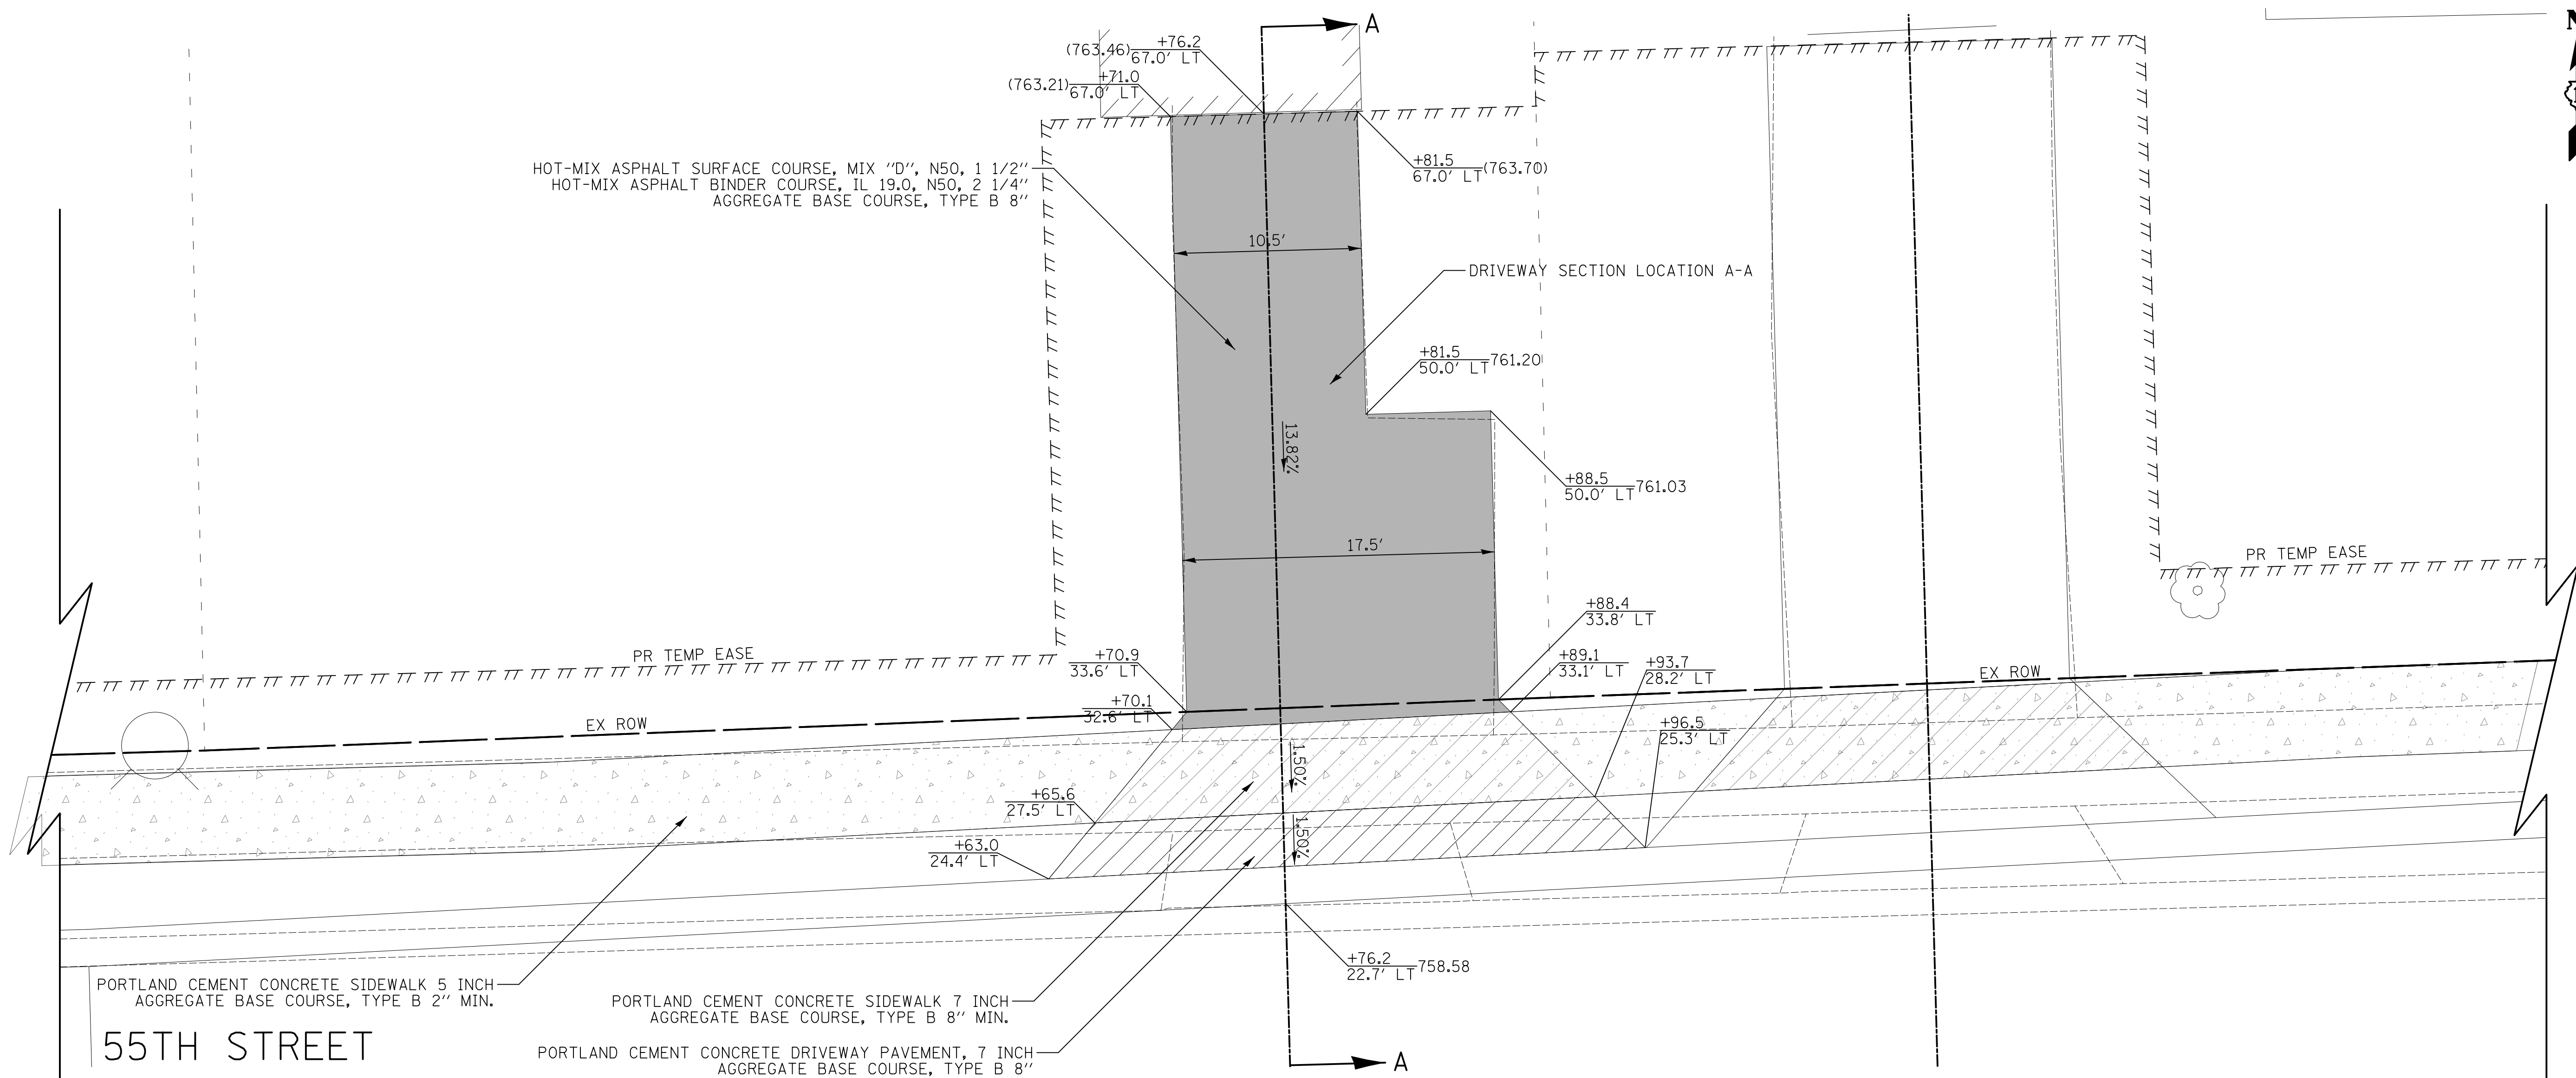 A
(763.46) +76.2
67.0' LT
(763.21) +71.0
67.0' LT
+81.5 (763.70)
67.0' LT
HOT-MIX ASPHALT SURFACE COURSE, MIX "D", N50, 1 1/2"
HOT-MIX ASPHALT BINDER COURSE, IL 19.0, N50, 2 1/4"
AGGREGATE BASE COURSE, TYPE B 8"
10.5'
DRIVEWAY SECTION LOCATION A-A
+81.5 761.20
50.0' LT
13.82%
+88.5 761.03
50.0' LT
17.5'
PR TEMP EASE
+88.4
33.8' LT
PR TEMP EASE
+70.9
33.6' LT
+89.1
33.1' LT
+93.7
28.2' LT
EX ROW
+70.1
32.6' LT
EX ROW
+96.5
25.3' LT
1.50%
+65.6
27.5' LT
1.50%
+63.0
24.4' LT
+76.2 758.58
22.7' LT
PORTLAND CEMENT CONCRETE SIDEWALK 5 INCH
AGGREGATE BASE COURSE, TYPE B 2" MIN.
PORTLAND CEMENT CONCRETE SIDEWALK 7 INCH
AGGREGATE BASE COURSE, TYPE B 8" MIN.
55TH STREET
PORTLAND CEMENT CONCRETE DRIVEWAY PAVEMENT, 7 INCH
AGGREGATE BASE COURSE, TYPE B 8"
A